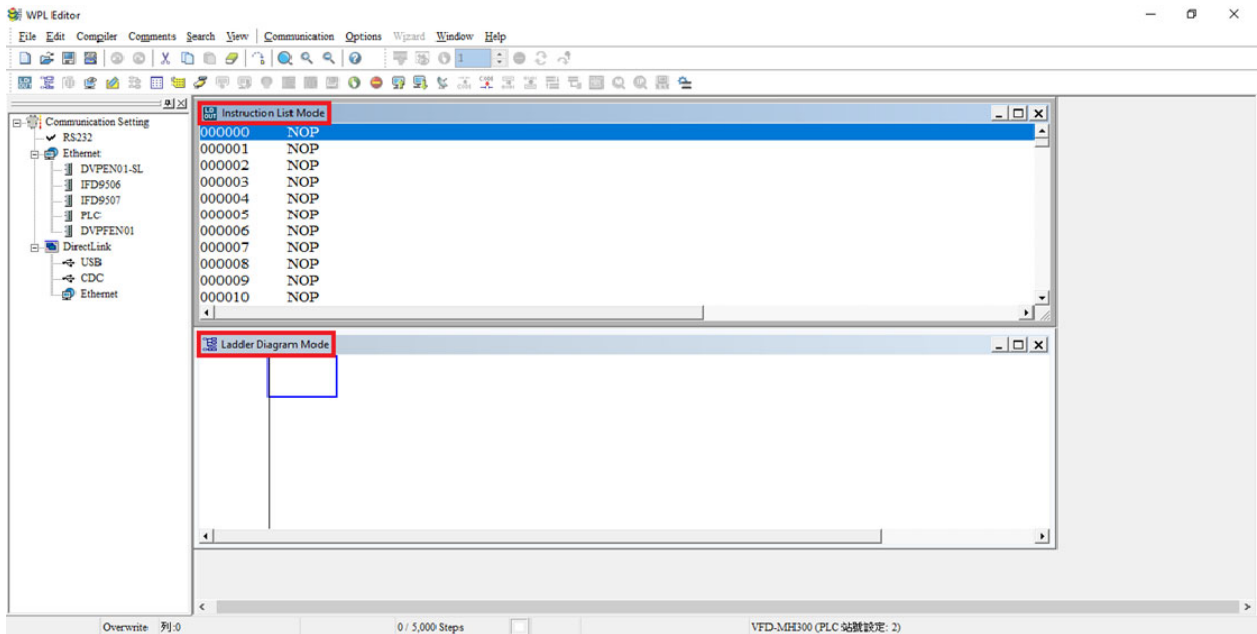 WPL Editor
File Edit Compiler Comments Search View Communication Options Wizard Window Help
1
Communication Setting
RS232
Ethernet
DVPEN01-SL
IFD9506
IFD9507
PLC
DVPFEN01
DirectLink
USB
CDC
Ethernet
Instruction List Mode
000000 NOP
000001 NOP
000002 NOP
000003 NOP
000004 NOP
000005 NOP
000006 NOP
000007 NOP
000008 NOP
000009 NOP
000010 NOP
Ladder Diagram Mode
Overwrite 列:0 0 / 5,000 Steps VFD-MH300 (PLC 站號設定: 2)